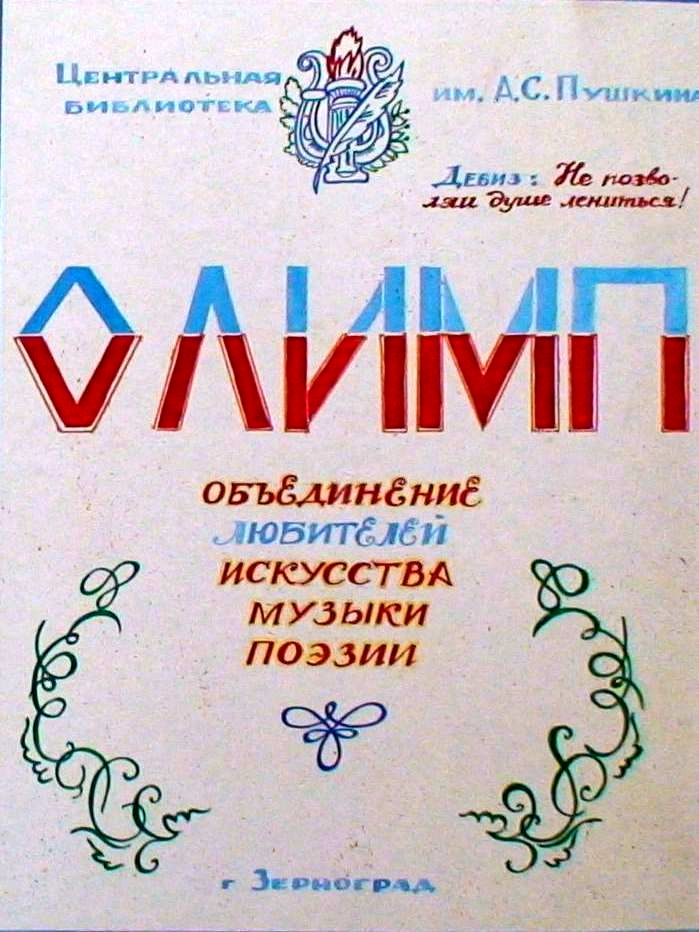 Центральная
библиотека
им. А.С. Пушкина
Девиз: Не позво-
ляй душе лениться!
ОЛИМП
ОБЪЕДИНЕНИЕ
ЛЮБИТЕЛЕЙ
ИСКУССТВА
МУЗЫКИ
ПОЭЗИИ
г Зерноград